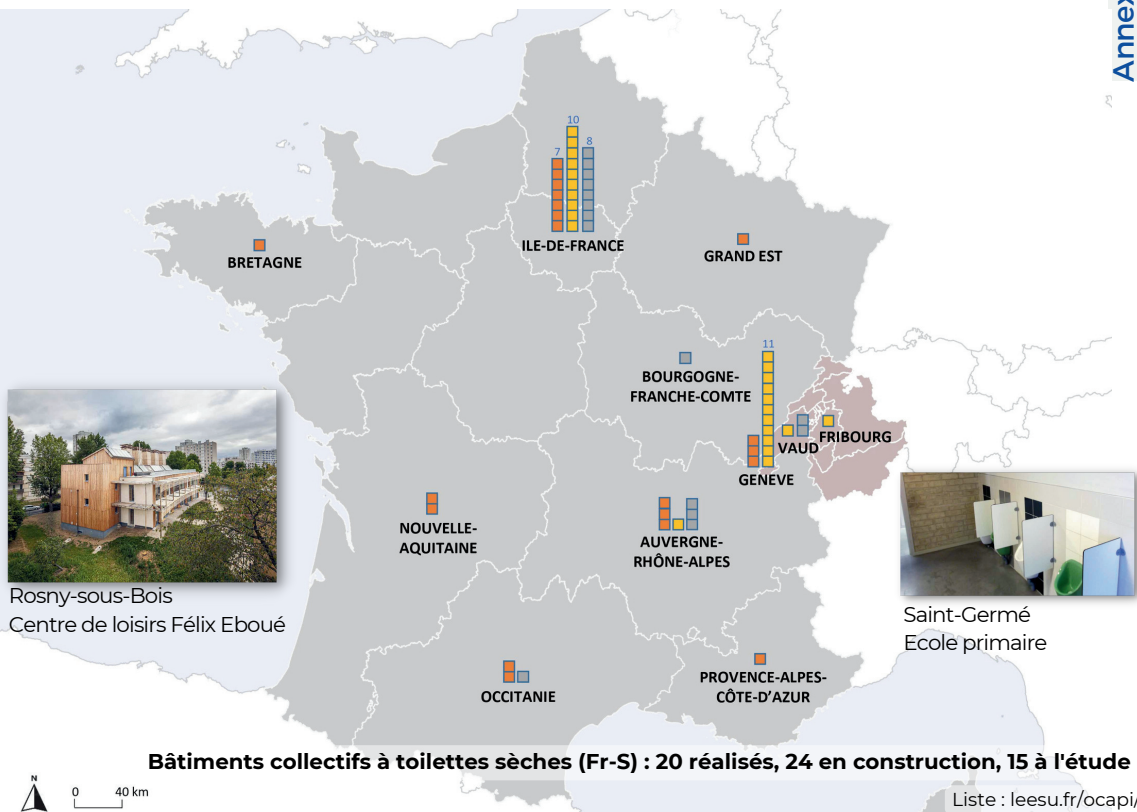 Annex
10
7
8
ILE-DE-FRANCE
BRETAGNE
GRAND EST
11
BOURGOGNE-
FRANCHE-COMTE
FRIBOURG
VAUD
GENEVE
NOUVELLE-
AQUITAINE
AUVERGNE-
RHÔNE-ALPES
Rosny-sous-Bois
Centre de loisirs Félix Eboué
Saint-Germé
Ecole primaire
OCCITANIE
PROVENCE-ALPES-
CÔTE-D'AZUR
Bâtiments collectifs à toilettes sèches (Fr-S) : 20 réalisés, 24 en construction, 15 à l'étude
N
0 40 km
Liste : leesu.fr/ocapi/